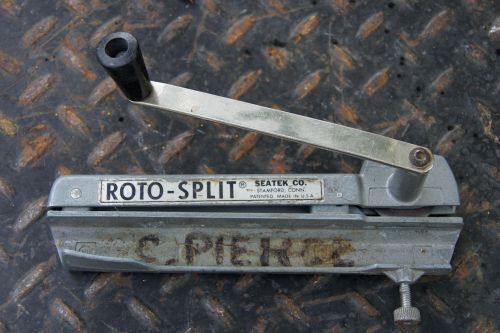 ROTO-SPLIT®
SEATEK CO.
STAMFORD, CONN.
PATENTED, MADE IN U.S.A.
C. PIERCE